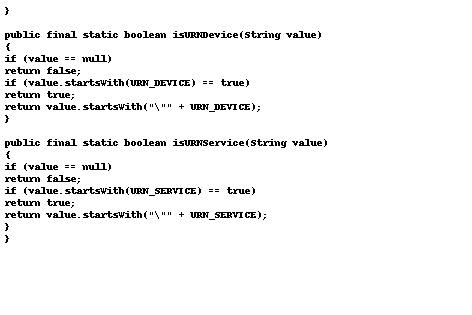 }
public final static boolean isURNDevice(String value)
{
if (value == null)
return false;
if (value.startsWith(URN_DEVICE) == true)
return true;
return value.startsWith("\"" + URN_DEVICE);
}
public final static boolean isURNService(String value)
{
if (value == null)
return false;
if (value.startsWith(URN_SERVICE) == true)
return true;
return value.startsWith("\"" + URN_SERVICE);
}
}